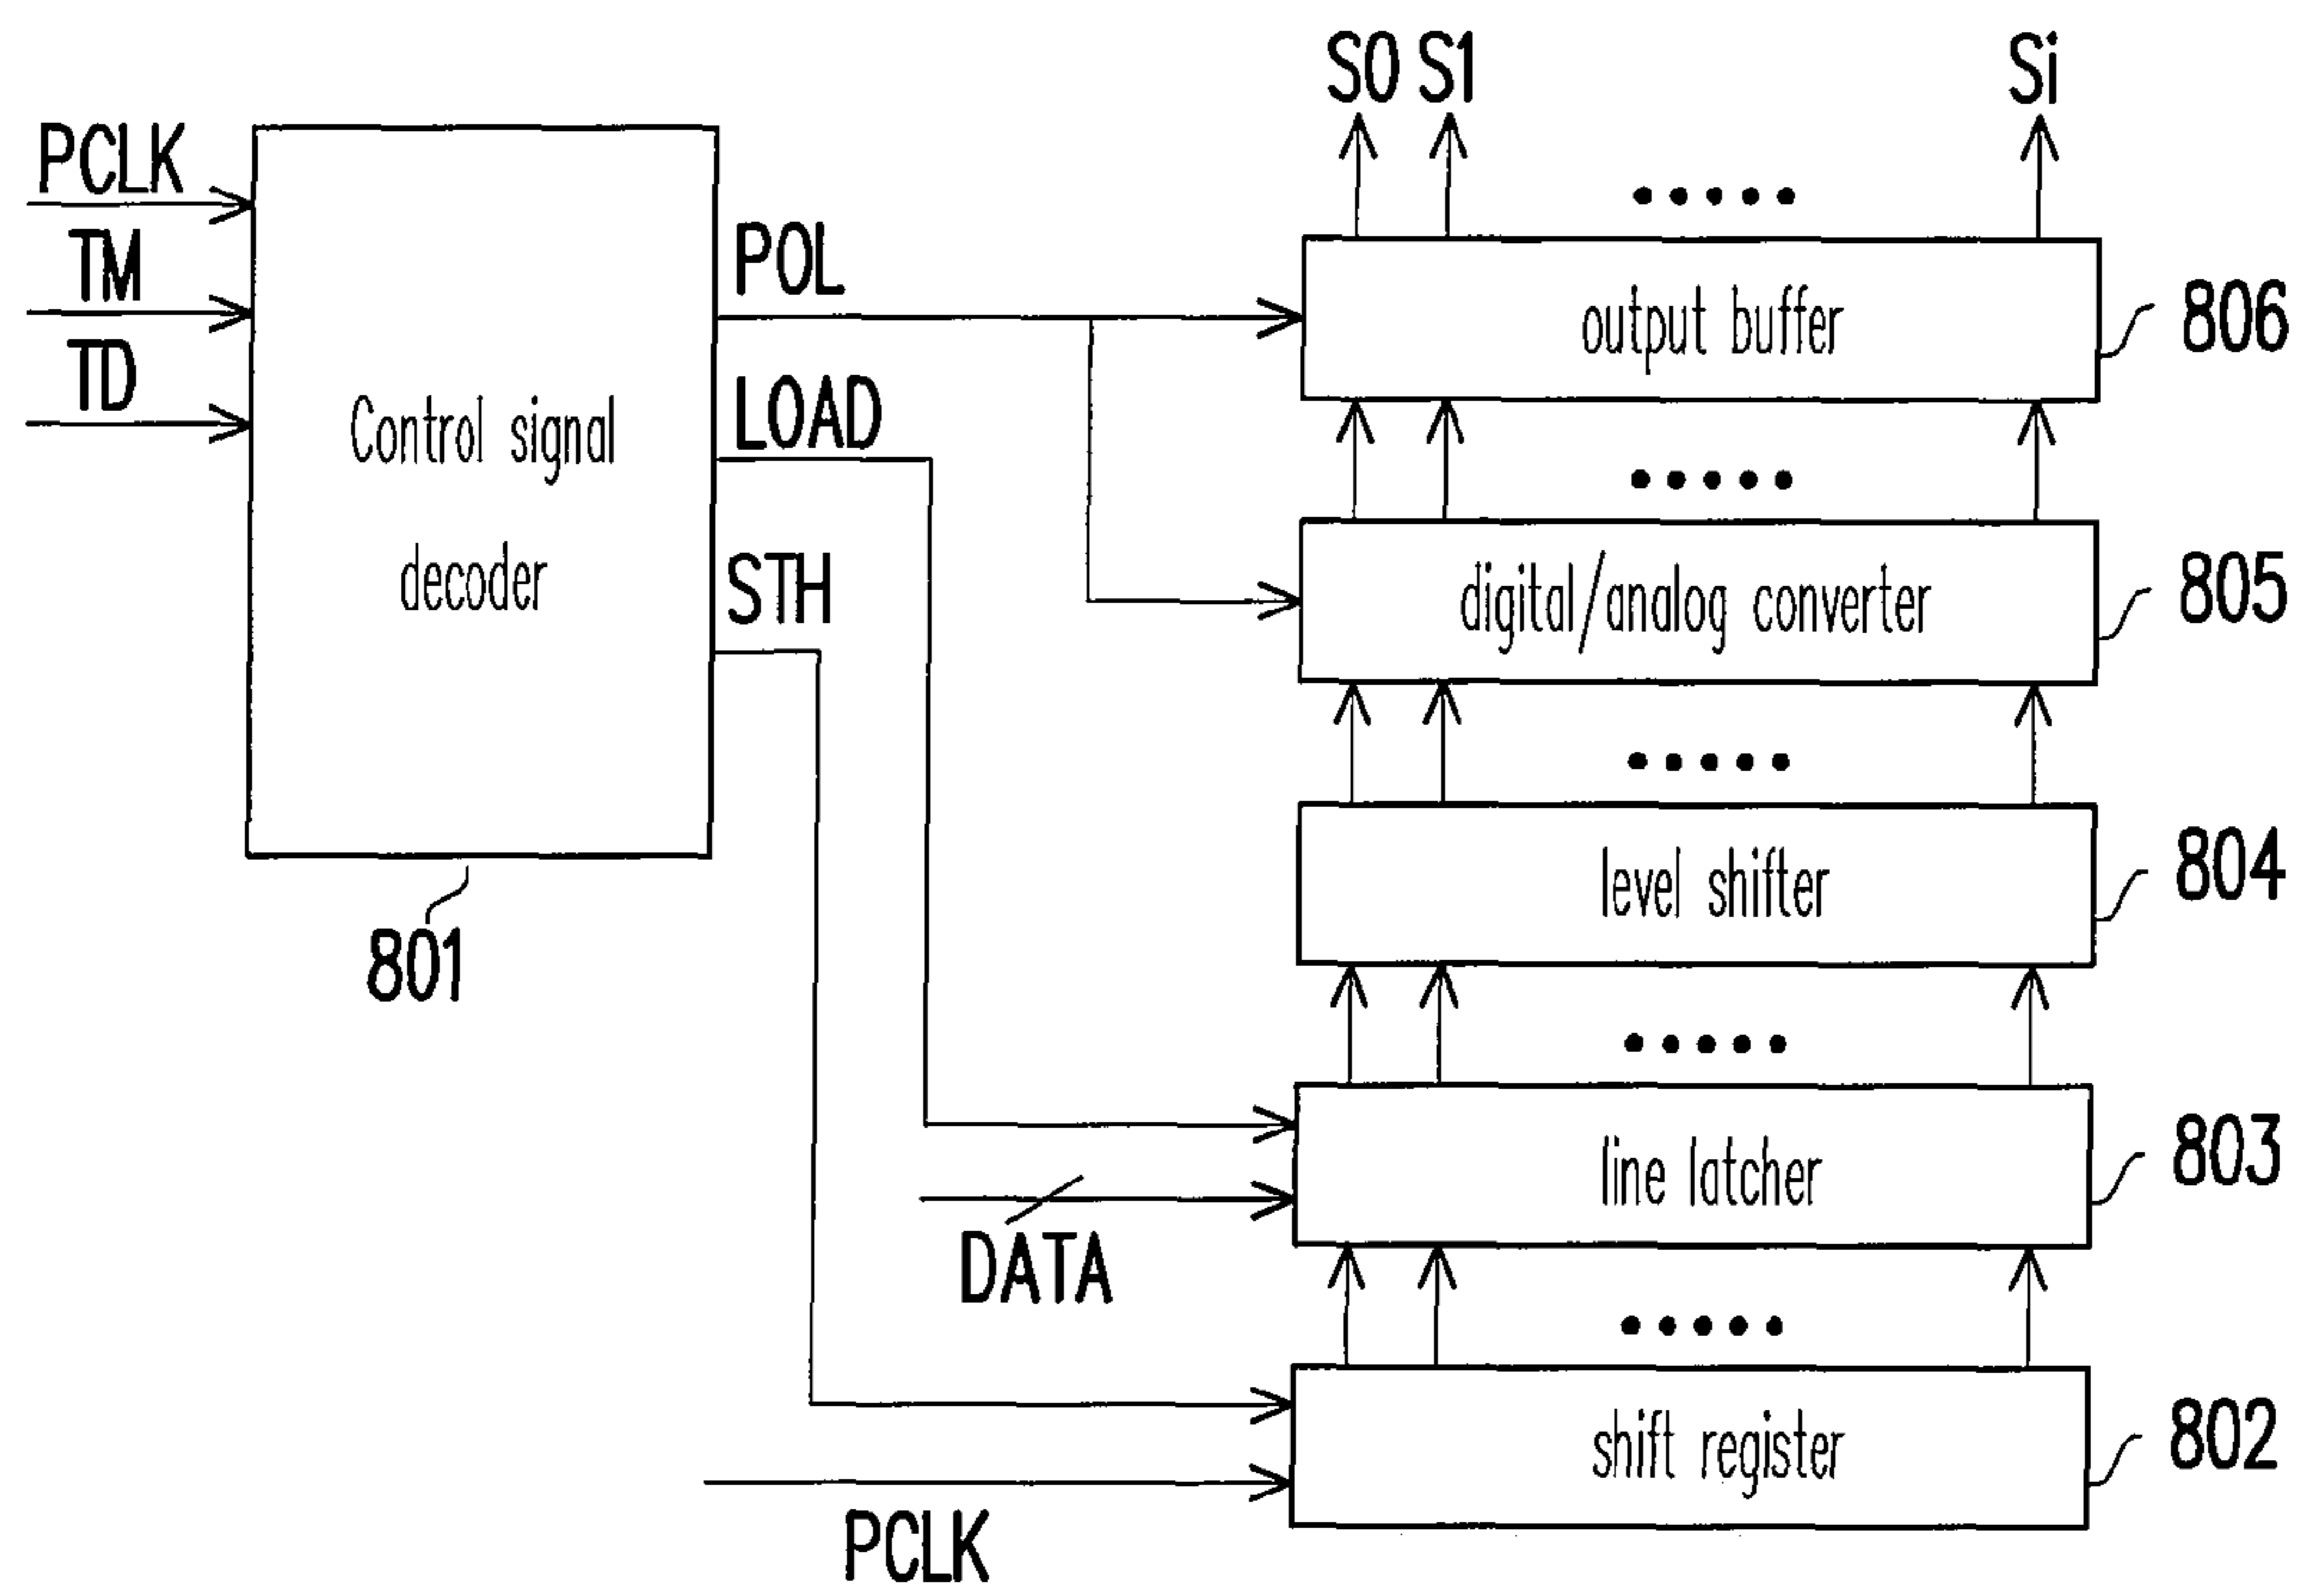 S0 S1 Si
PCLK
TM
TD
Control signal
decoder
801
POL
LOAD
STH
output buffer
806
digital/analog converter
805
level shifter
804
line latcher
803
DATA
shift register
802
PCLK